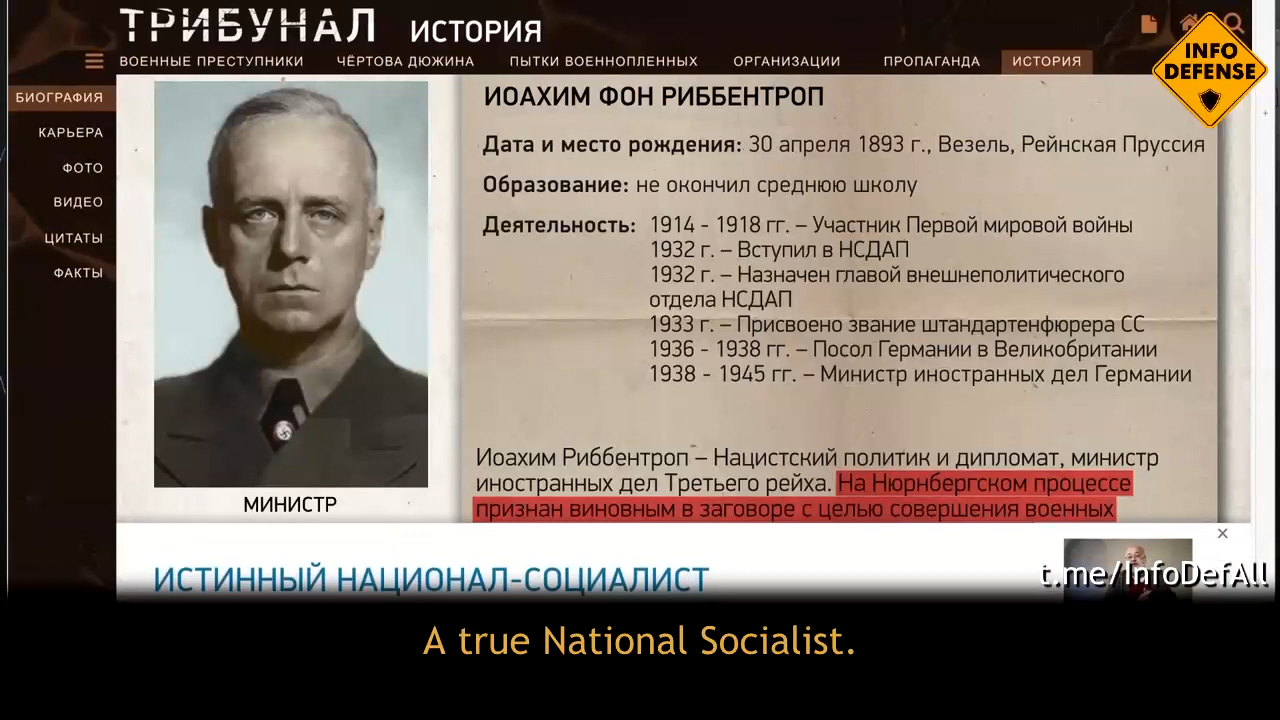 ТРИБУНАЛ ИСТОРИЯ
INFO
DEFENSE
ВОЕННЫЕ ПРЕСТУПНИКИ ЧЁРТОВА ДЮЖИНА ПЫТКИ ВОЕННОПЛЕННЫХ ОРГАНИЗАЦИИ ПРОПАГАНДА ИСТОРИЯ
БИОГРАФИЯ
КАРЬЕРА
ФОТО
ВИДЕО
ЦИТАТЫ
ФАКТЫ
МИНИСТР
ИОАХИМ ФОН РИББЕНТРОП
Дата и место рождения: 30 апреля 1893 г., Везель, Рейнская Пруссия
Образование: не окончил среднюю школу
Деятельность: 1914 - 1918 гг. – Участник Первой мировой войны
1932 г. – Вступил в НСДАП
1932 г. – Назначен главой внешнеполитического
отдела НСДАП
1933 г. – Присвоено звание штандартенфюрера СС
1936 - 1938 гг. – Посол Германии в Великобритании
1938 - 1945 гг. – Министр иностранных дел Германии
Иоахим Риббентроп – Нацистский политик и дипломат, министр
иностранных дел Третьего рейха. На Нюрнбергском процессе
признан виновным в заговоре с целью совершения военных
ИСТИННЫЙ НАЦИОНАЛ-СОЦИАЛИСТ
t.me/InfoDefAll
A true National Socialist.